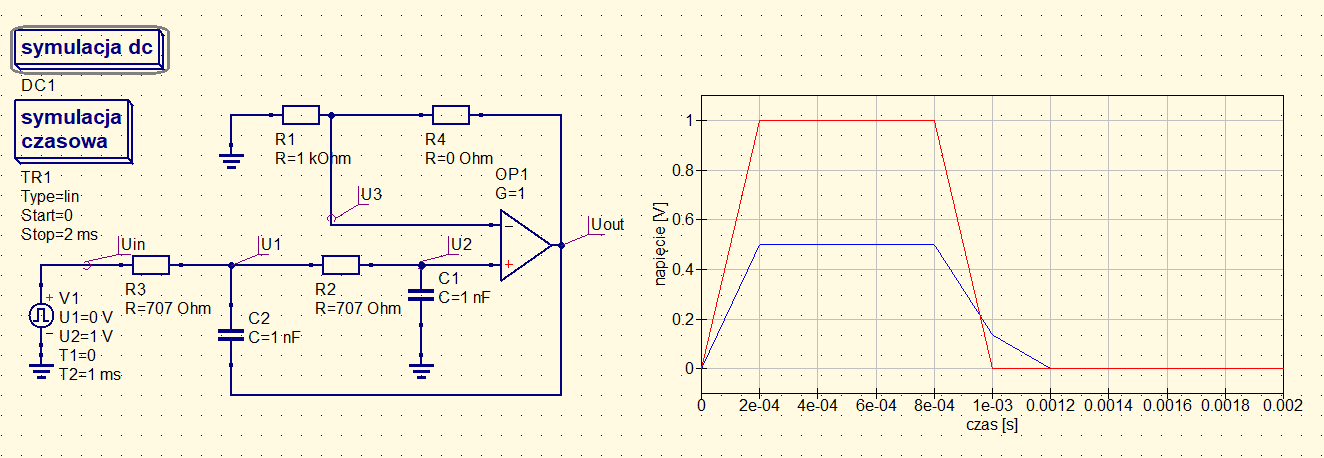 symulacja dc
DC1
symulacja
czasowa
TR1
Type=lin
Start=0
Stop=2 ms
R1
R=1 kOhm
R4
R=0 Ohm
OP1
G=1
U3
Uout
Uin
U1
U2
R3
R=707 Ohm
R2
R=707 Ohm
C1
C=1 nF
C2
C=1 nF
V1
U1=0 V
U2=1 V
T1=0
T2=1 ms
+
−
−
+
napięcie [V]
1
0.8
0.6
0.4
0.2
0
0 2e-04 4e-04 6e-04 8e-04 1e-03 0.0012 0.0014 0.0016 0.0018 0.002
czas [s]